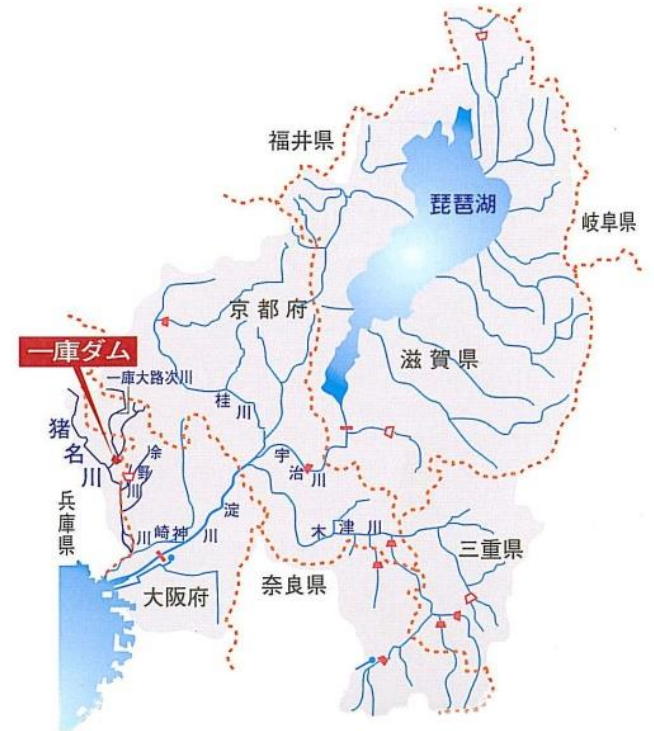 福井県
琵琶湖
岐阜県
京都府
滋賀県
一庫ダム
一庫大路次川
桂川
猪名川
余野川
宇治川
兵庫県
神崎川
淀川
木津川
三重県
大阪府
奈良県